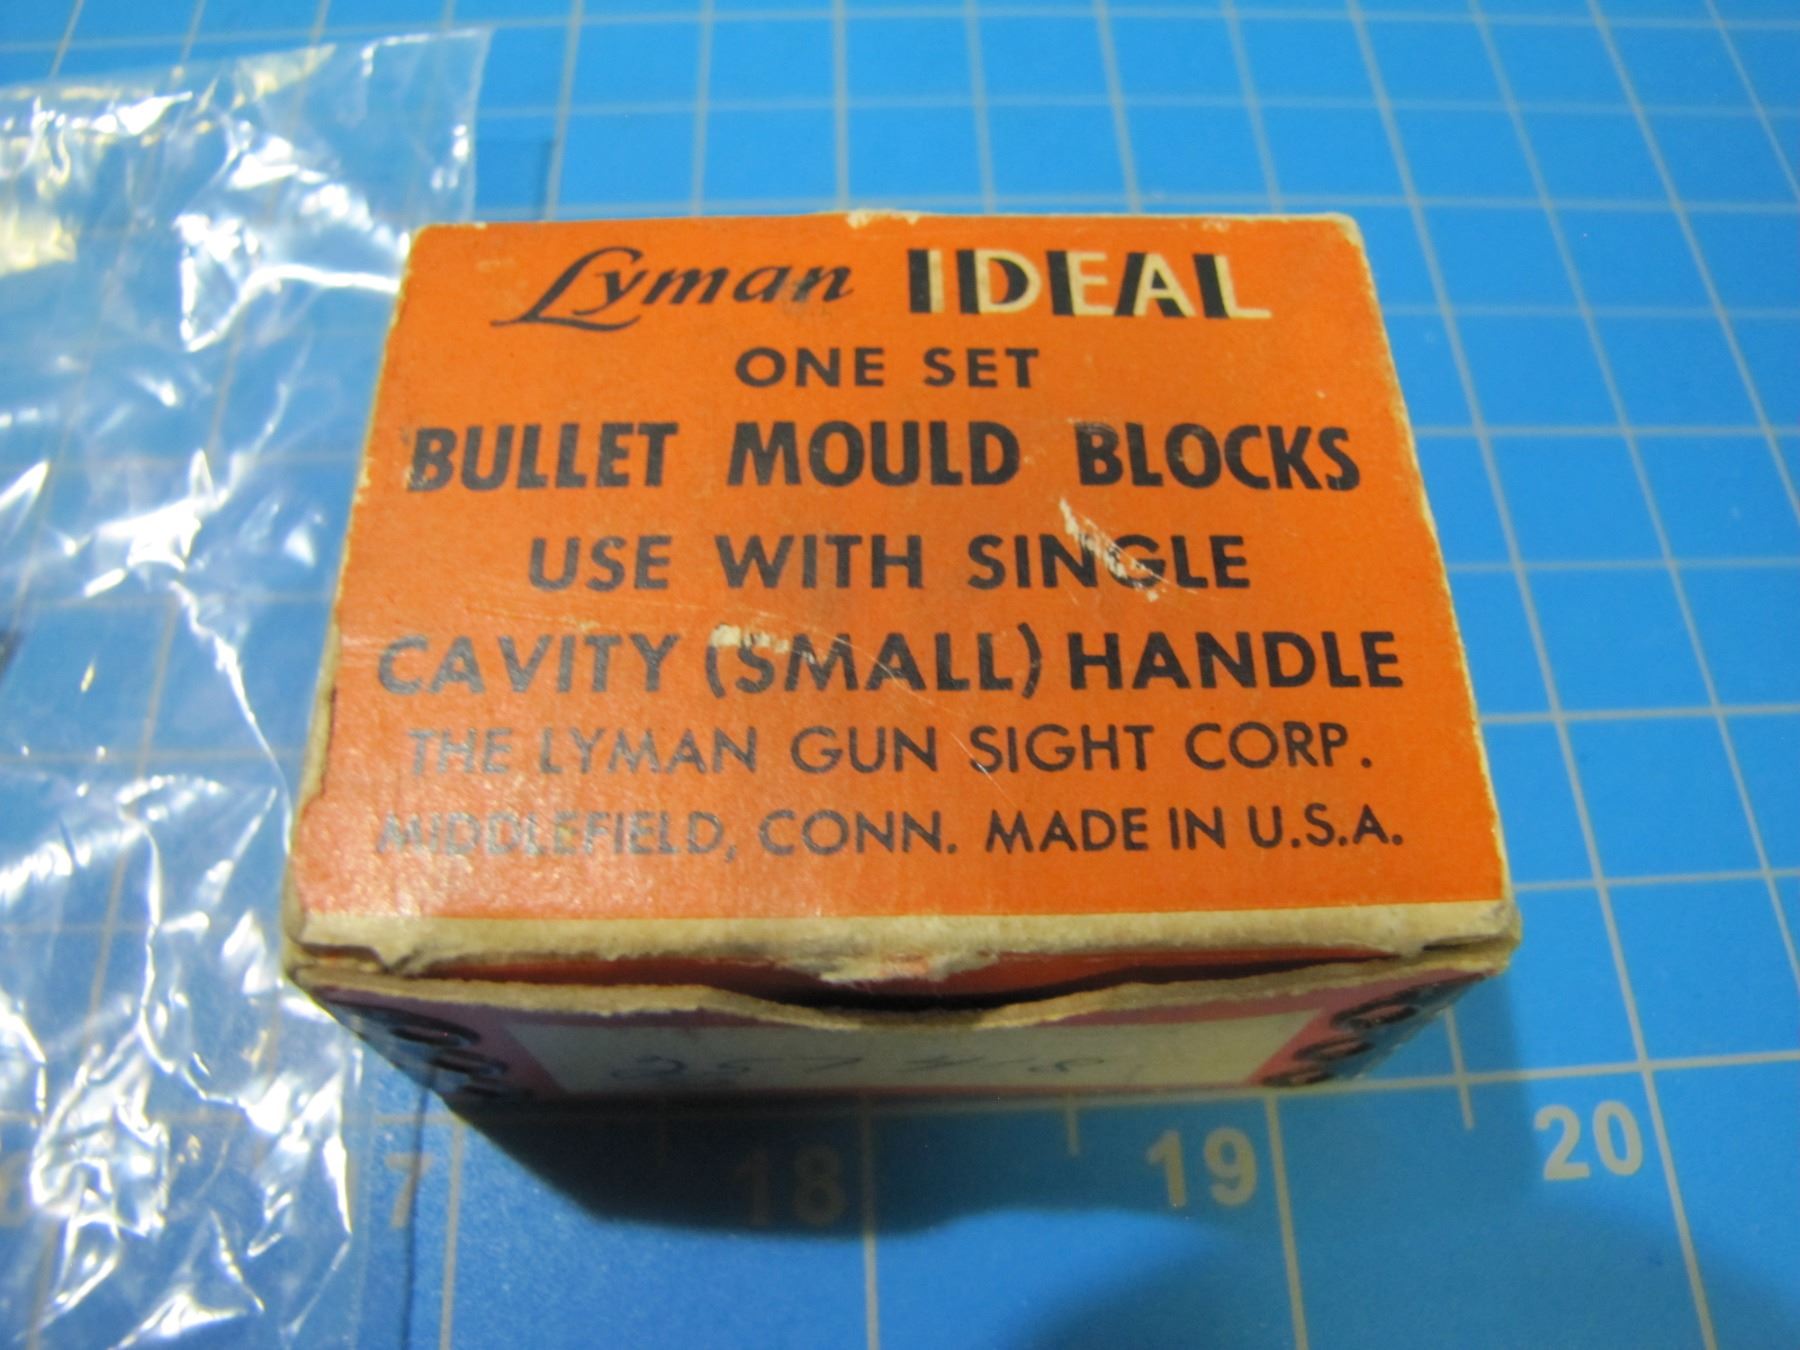 Lyman IDEAL
ONE SET
BULLET MOULD BLOCKS
USE WITH SINGLE
CAVITY (SMALL) HANDLE
THE LYMAN GUN SIGHT CORP.
MIDDLEFIELD, CONN. MADE IN U.S.A.
18
19
20